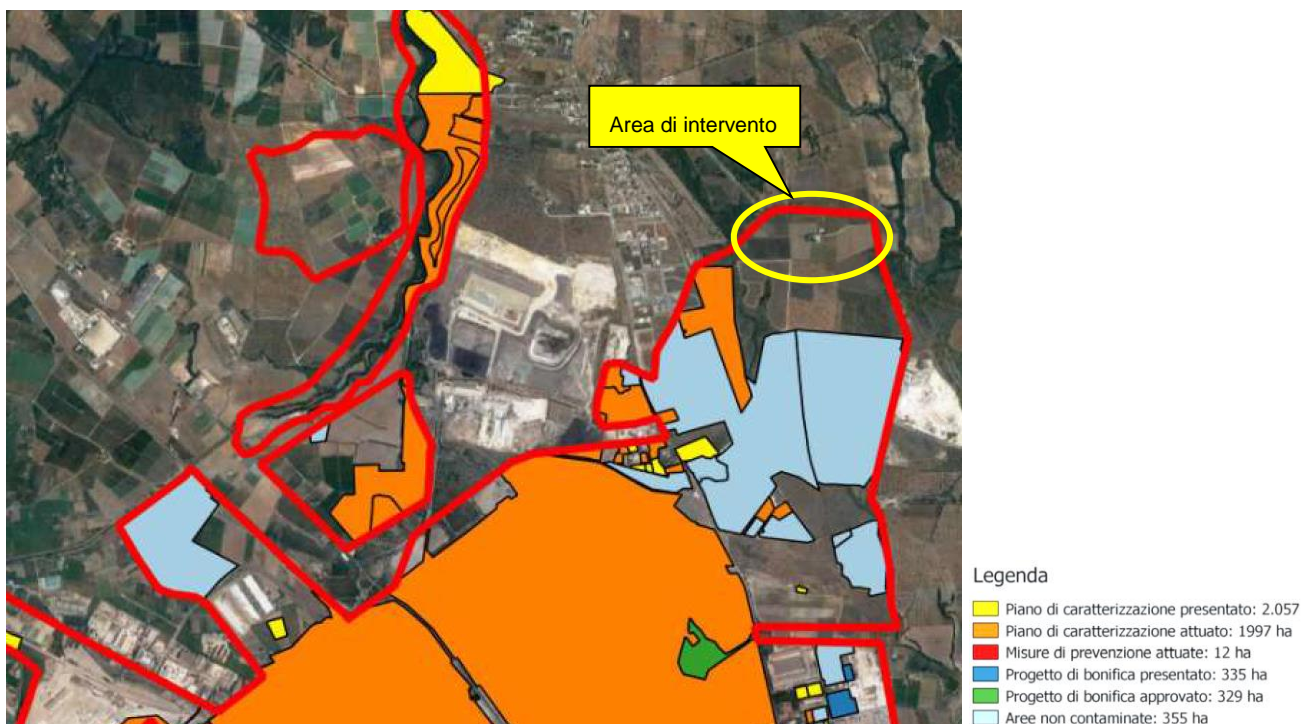 Area di intervento
Legenda
Piano di caratterizzazione presentato: 2.057
Piano di caratterizzazione attuato: 1997 ha
Misure di prevenzione attuate: 12 ha
Progetto di bonifica presentato: 335 ha
Progetto di bonifica approvato: 329 ha
Aree non contaminate: 355 ha